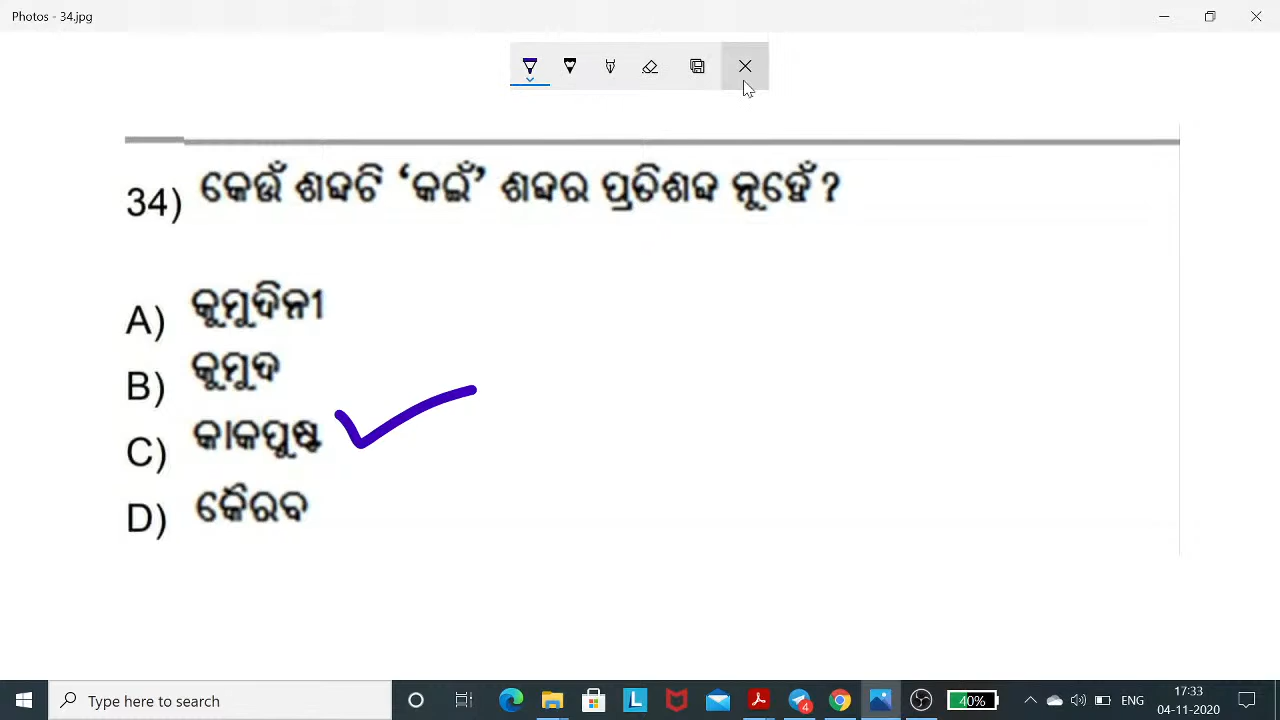 Photos - 34.jpg
34) କେଉଁ ଶବ୍ଦଟି ‘କଇଁ’ ଶବ୍ଦର ପ୍ରତିଶବ୍ଦ ନୁହେଁ ?
A) କୁମୁଦିନୀ
B) କୁମୁଦ
C) କାକପୁଷ୍ଟ
D) କୈରବ
Type here to search
L
4
40%
ENG
17:33
04-11-2020